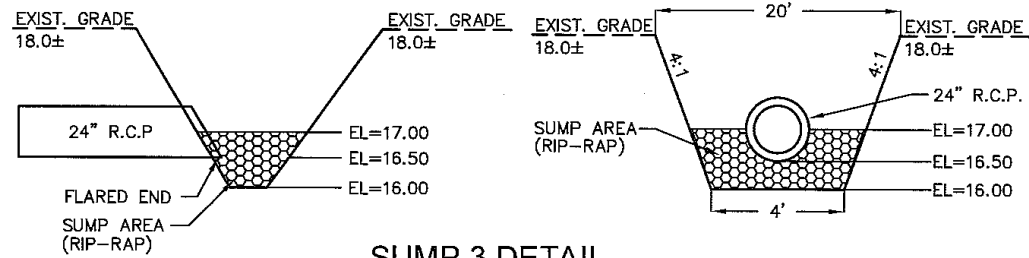 EXIST. GRADE
18.0±
EXIST. GRADE
18.0±
24" R.C.P
EL=17.00
EL=16.50
EL=16.00
FLARED END
SUMP AREA
(RIP-RAP)
20'
EXIST. GRADE
18.0±
EXIST. GRADE
18.0±
4:1
4:1
24" R.C.P.
SUMP AREA
(RIP-RAP)
EL=17.00
EL=16.50
EL=16.00
4'
SUMP 3 DETAIL